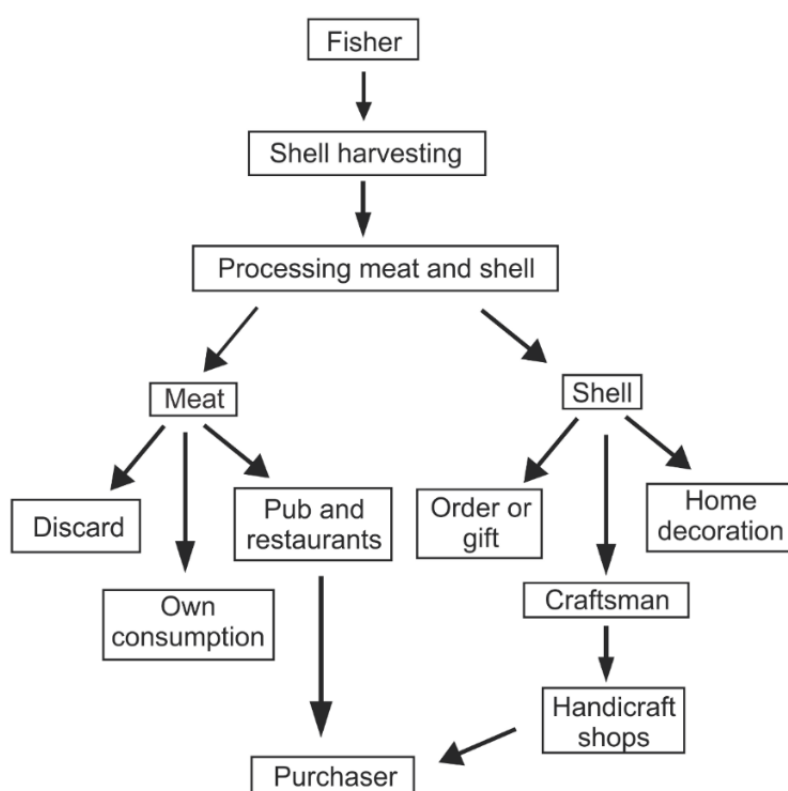 Fisher
Shell harvesting
Processing meat and shell
Meat
Shell
Discard
Pub and
restaurants
Order or
gift
Home
decoration
Own
consumption
Craftsman
Handicraft
shops
Purchaser